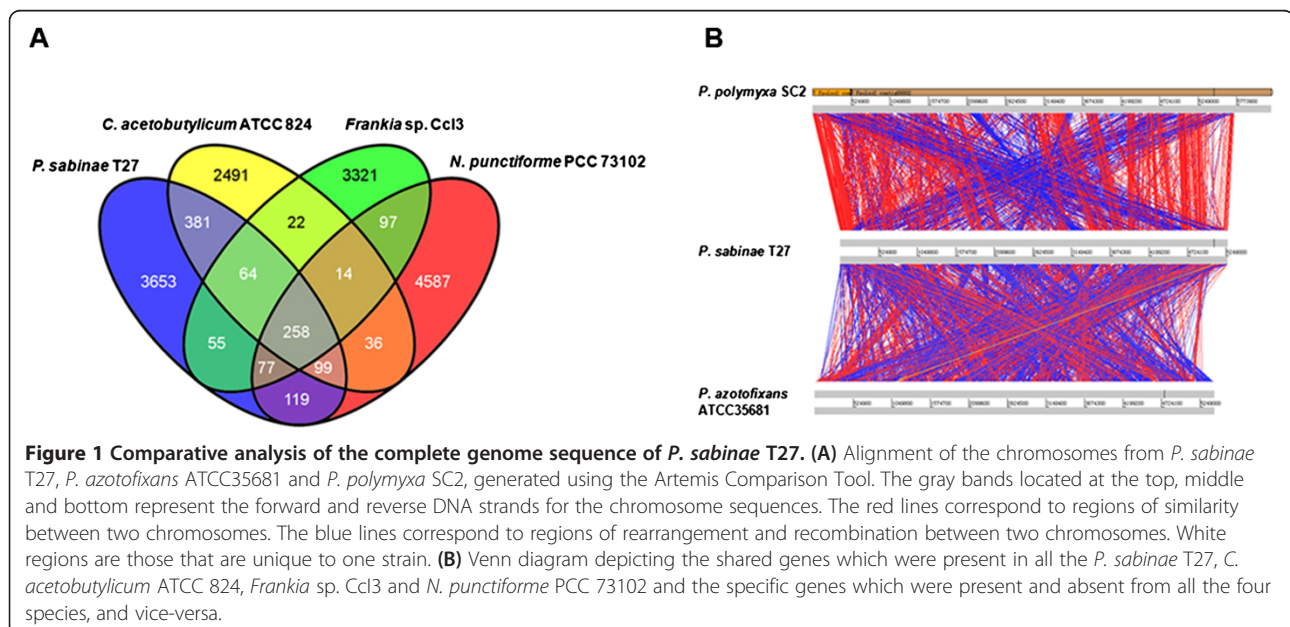 A
B
C. acetobutylicum ATCC 824
Frankia sp. CcI3
P. sabinae T27
N. punctiforme PCC 73102
2491
3321
381
22
97
3653
64
14
4587
55
258
36
77
99
119
P. polymyxa SC2
P. sabinae T27
P. azotofixans
ATCC35681
Figure 1 Comparative analysis of the complete genome sequence of P. sabinae T27. (A) Alignment of the chromosomes from P. sabinae
T27, P. azotofixans ATCC35681 and P. polymyxa SC2, generated using the Artemis Comparison Tool. The gray bands located at the top, middle
and bottom represent the forward and reverse DNA strands for the chromosome sequences. The red lines correspond to regions of similarity
between two chromosomes. The blue lines correspond to regions of rearrangement and recombination between two chromosomes. White
regions are those that are unique to one strain. (B) Venn diagram depicting the shared genes which were present in all the P. sabinae T27, C.
acetobutylicum ATCC 824, Frankia sp. CcI3 and N. punctiforme PCC 73102 and the specific genes which were present and absent from all the four
species, and vice-versa.